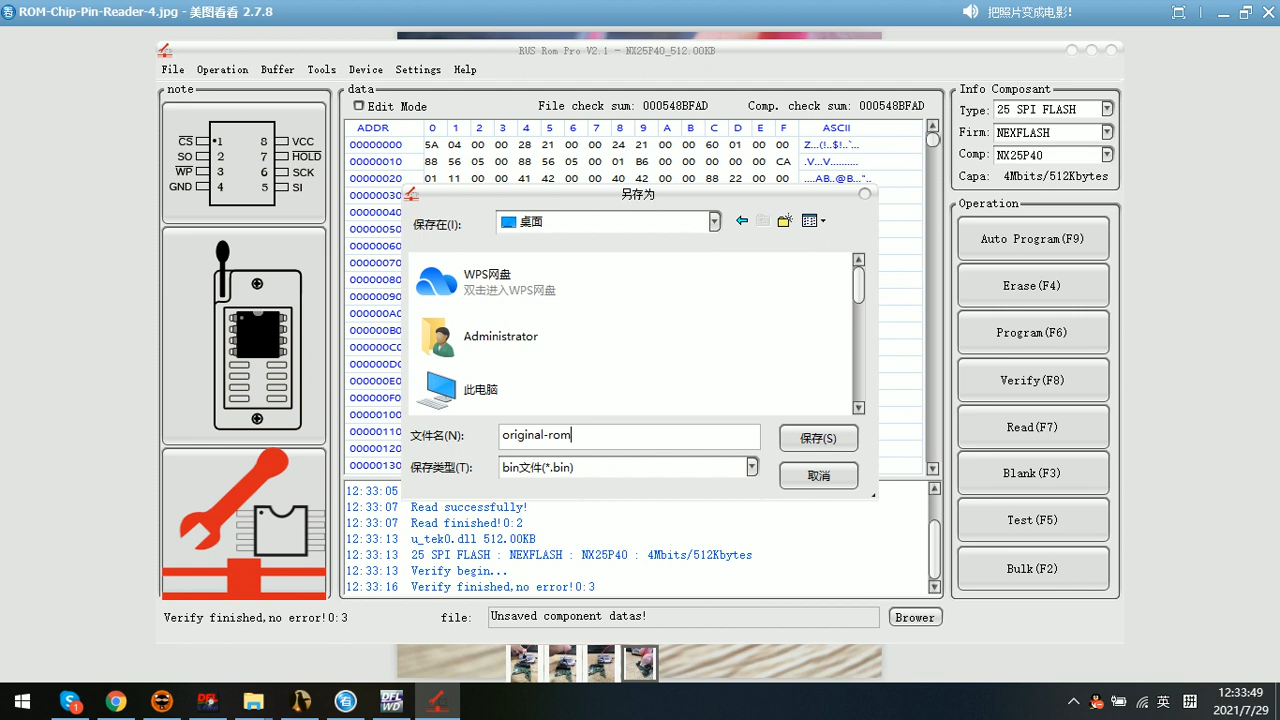 ROM-Chip-Pin-Reader-4.jpg - 美图看看 2.7.8
把照片变成电影!
RVS Rom Pro V2.1 - NX25P40_512.00KB
File Operation Buffer Tools Device Settings Help
note
CS 1 8 VCC
SO 2 7 HOLD
WP 3 6 SCK
GND 4 5 SI
data
Edit Mode File check sum: 000548BFAD Comp. check sum: 000548BFAD
ADDR 0 1 2 3 4 5 6 7 8 9 A B C D E F ASCII
00000000 5A 04 00 00 28 21 00 00 24 21 00 00 60 01 00 00 Z...(!..$!..`...
00000010 88 56 05 00 88 56 05 00 01 B6 00 00 00 00 00 CA .V...V..........
00000020 01 11 00 00 41 42 00 00 40 42 00 00 88 22 00 00 ....AB..@B..."..
00000030
00000040
00000050
00000060
00000070
00000080
00000090
000000A0
000000B0
000000C0
000000D0
000000E0
000000F0
00000100
00000110
00000120
00000130
另存为
保存在(I): 桌面
WPS网盘
双击进入WPS网盘
Administrator
此电脑
文件名(N): original-rom 保存(S)
保存类型(T): bin文件(*.bin) 取消
12:33:05
12:33:07 Read successfully!
12:33:07 Read finished!0:2
12:33:13 u_tek0.dll 512.00KB
12:33:13 25 SPI FLASH : NEXFLASH : NX25P40 : 4Mbits/512Kbytes
12:33:13 Verify begin...
12:33:16 Verify finished,no error!0:3
Verify finished,no error!0:3 file: Unsaved component datas! Brower
Info Composant
Type: 25 SPI FLASH
Firm: NEXFLASH
Comp: NX25P40
Capa: 4Mbits/512Kbytes
Operation
Auto Program(F9)
Erase(F4)
Program(F6)
Verify(F8)
Read(F7)
Blank(F3)
Test(F5)
Bulk(F2)
DFL
WD
英
拼
12:33:49
2021/7/29